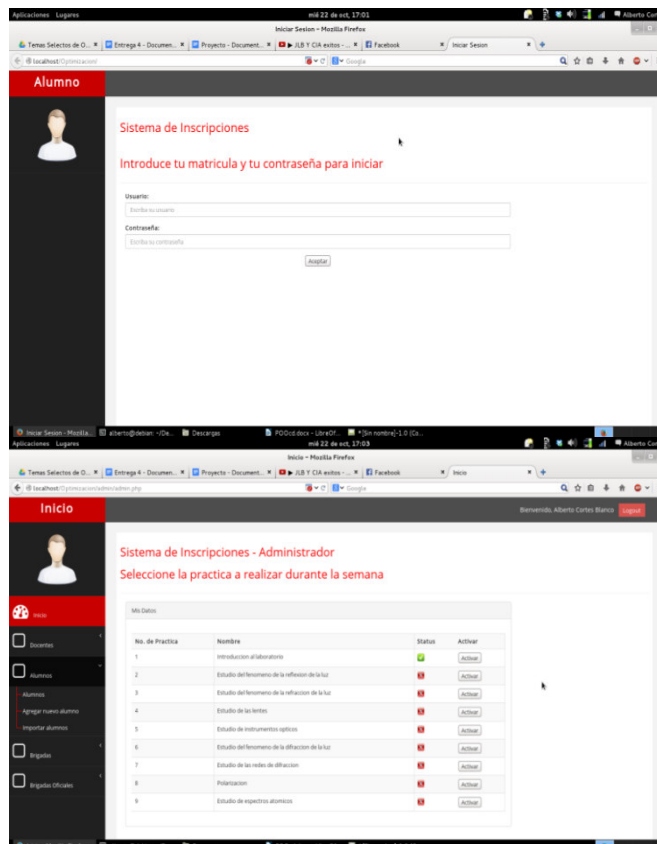 Aplicaciones Lugares mié 22 de oct, 17:01 Alberto Cor
Iniciar Sesion - Mozilla Firefox
Temas Selectos de O... Entrega 4 - Documen... Proyecto - Document... ▶ JLB Y CIA exitos - ... Facebook Iniciar Sesion
localhost/Optimizacion/ Google
Alumno
Sistema de Inscripciones
Introduce tu matricula y tu contraseña para iniciar
Usuario:
Escriba su usuario
Contraseña:
Escriba su contraseña
Aceptar
Iniciar Sesion - Mozilla... alberto@debian: ~/De... Descargas POOcd.docx - LibreOf... *[Sin nombre]-1.0 (Co...
Aplicaciones Lugares mié 22 de oct, 17:03 Alberto Cor
Inicio - Mozilla Firefox
Temas Selectos de O... Entrega 4 - Documen... Proyecto - Document... ▶ JLB Y CIA exitos - ... Facebook Inicio
localhost/Optimizacion/admin/admin.php Google
Inicio
Bienvenido, Alberto Cortes Blanco Logout
Sistema de Inscripciones - Administrador
Seleccione la practica a realizar durante la semana
Inicio
Docentes
Alumnos
Alumnos
Agregar nuevo alumno
Importar alumnos
Brigadas
Brigadas Oficiales
Mis Datos
No. de Practica Nombre Status Activar
1 Introduccion al laboratorio Activar
2 Estudio del fenomeno de la reflexion de la luz Activar
3 Estudio del fenomeno de la refraccion de la luz Activar
4 Estudio de las lentes Activar
5 Estudio de instrumentos opticos Activar
6 Estudio del fenomeno de la difraccion de la luz Activar
7 Estudio de las redes de difraccion Activar
8 Polarizacion Activar
9 Estudio de espectros atomicos Activar